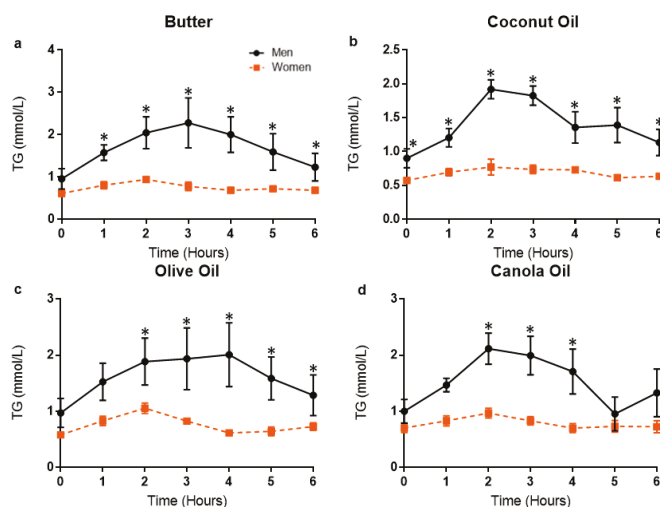 Butter
a
Men
Women
* * * * * *
TG (mmol/L)
4
3
2
1
0
0 1 2 3 4 5 6
Time (Hours)
Coconut Oil
b
* * * * * * *
TG (mmol/L)
2.5
2.0
1.5
1.0
0.5
0.0
0 1 2 3 4 5 6
Time (Hours)
Olive Oil
c
* * * * *
TG (mmol/L)
3
2
1
0
0 1 2 3 4 5 6
Time (Hours)
Canola Oil
d
* * *
TG (mmol/L)
3
2
1
0
0 1 2 3 4 5 6
Time (Hours)